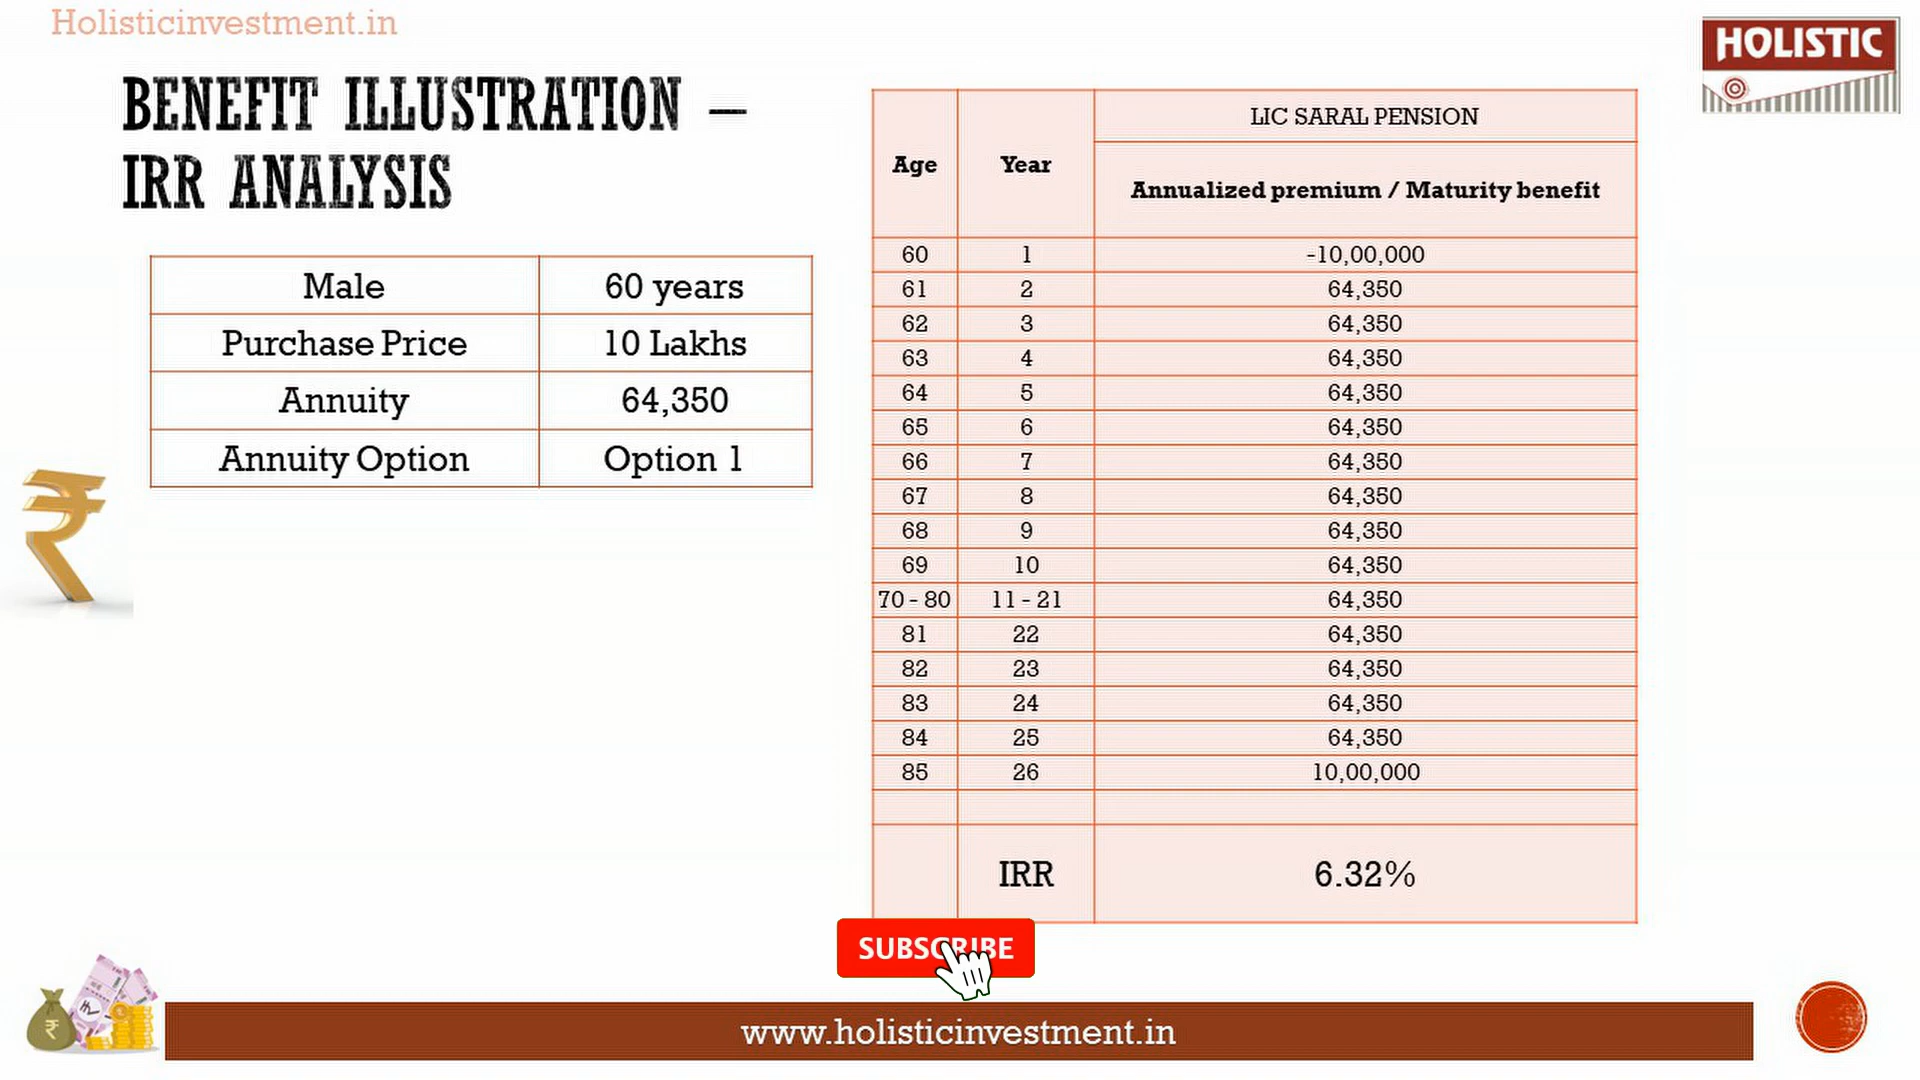 Holisticinvestment.in
HOLISTIC
BENEFIT ILLUSTRATION –
IRR ANALYSIS
Male 60 years
Purchase Price 10 Lakhs
Annuity 64,350
Annuity Option Option 1
LIC SARAL PENSION
Age Year Annualized premium / Maturity benefit
60 1 -10,00,000
61 2 64,350
62 3 64,350
63 4 64,350
64 5 64,350
65 6 64,350
66 7 64,350
67 8 64,350
68 9 64,350
69 10 64,350
70 - 80 11 - 21 64,350
81 22 64,350
82 23 64,350
83 24 64,350
84 25 64,350
85 26 10,00,000
IRR 6.32%
SUBSCRIBE
www.holisticinvestment.in